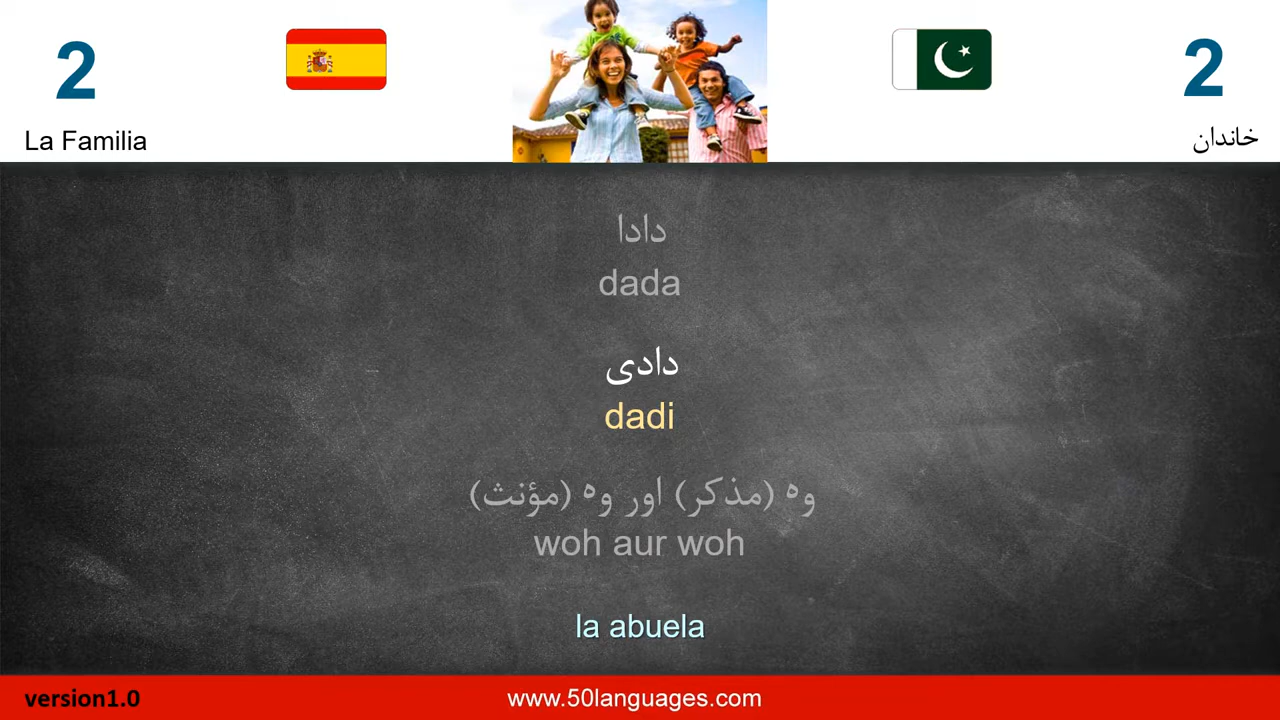 2
2
La Familia
خاندان
دادا
dada
دادی
dadi
وہ (مذکر) اور وہ (مؤنث)
woh aur woh
la abuela
version1.0
www.50languages.com